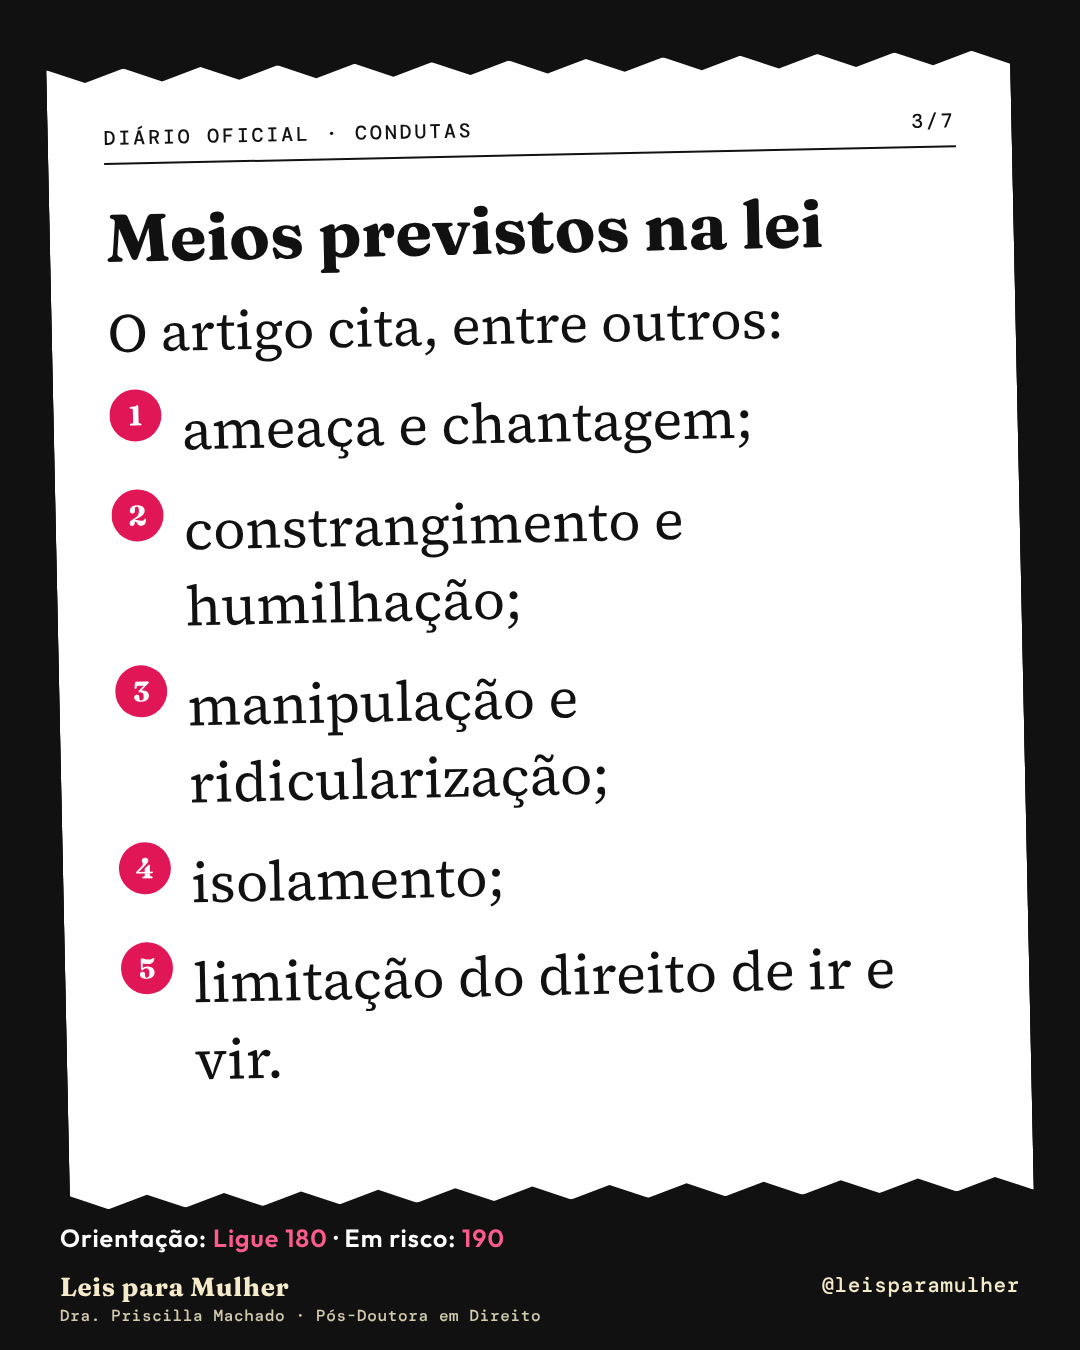 DIÁRIO OFICIAL · CONDUTAS
3/7
Meios previstos na lei
O artigo cita, entre outros:
1 ameaça e chantagem;
2 constrangimento e
humilhação;
3 manipulação e
ridicularização;
4 isolamento;
5 limitação do direito de ir e
vir.
Orientação: Ligue 180 · Em risco: 190
Leis para Mulher
@leisparamulher
Dra. Priscilla Machado · Pós-Doutora em Direito